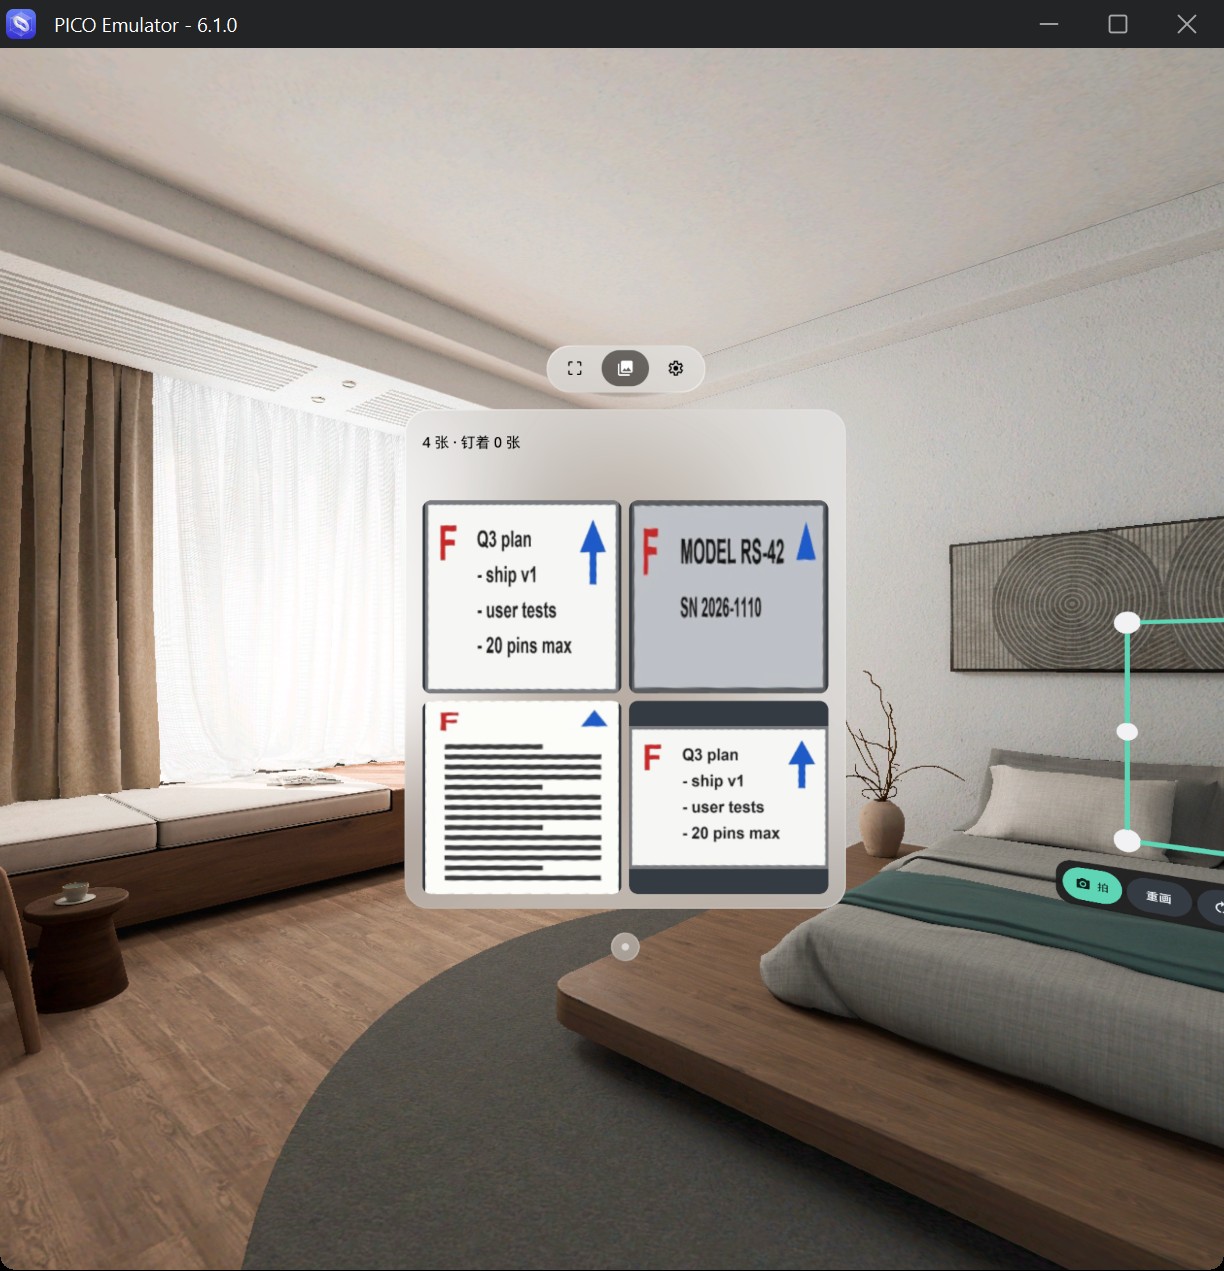 PICO Emulator - 6.1.0
4 张 · 钉着 0 张
F
Q3 plan
- ship v1
- user tests
- 20 pins max
F
MODEL RS-42
SN 2026-1110
F
F
Q3 plan
- ship v1
- user tests
- 20 pins max
拍
重画